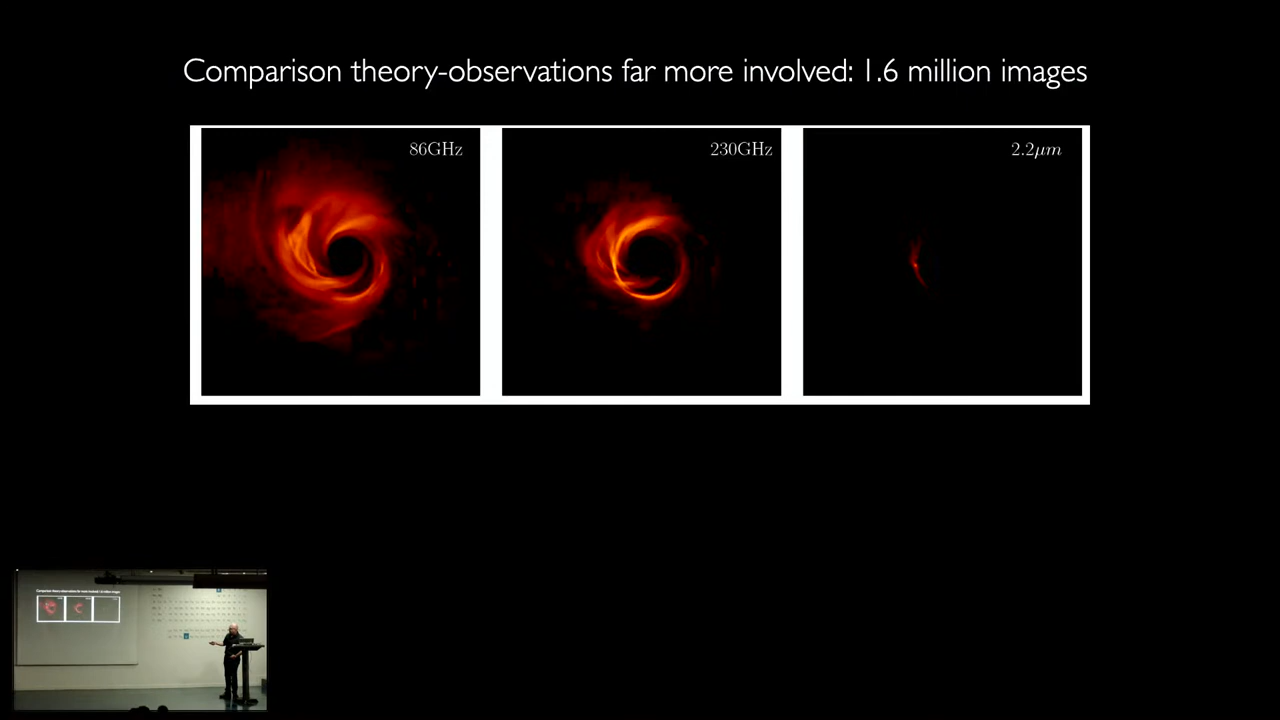 Comparison theory-observations far more involved: 1.6 million images
86GHz
230GHz
2.2μm